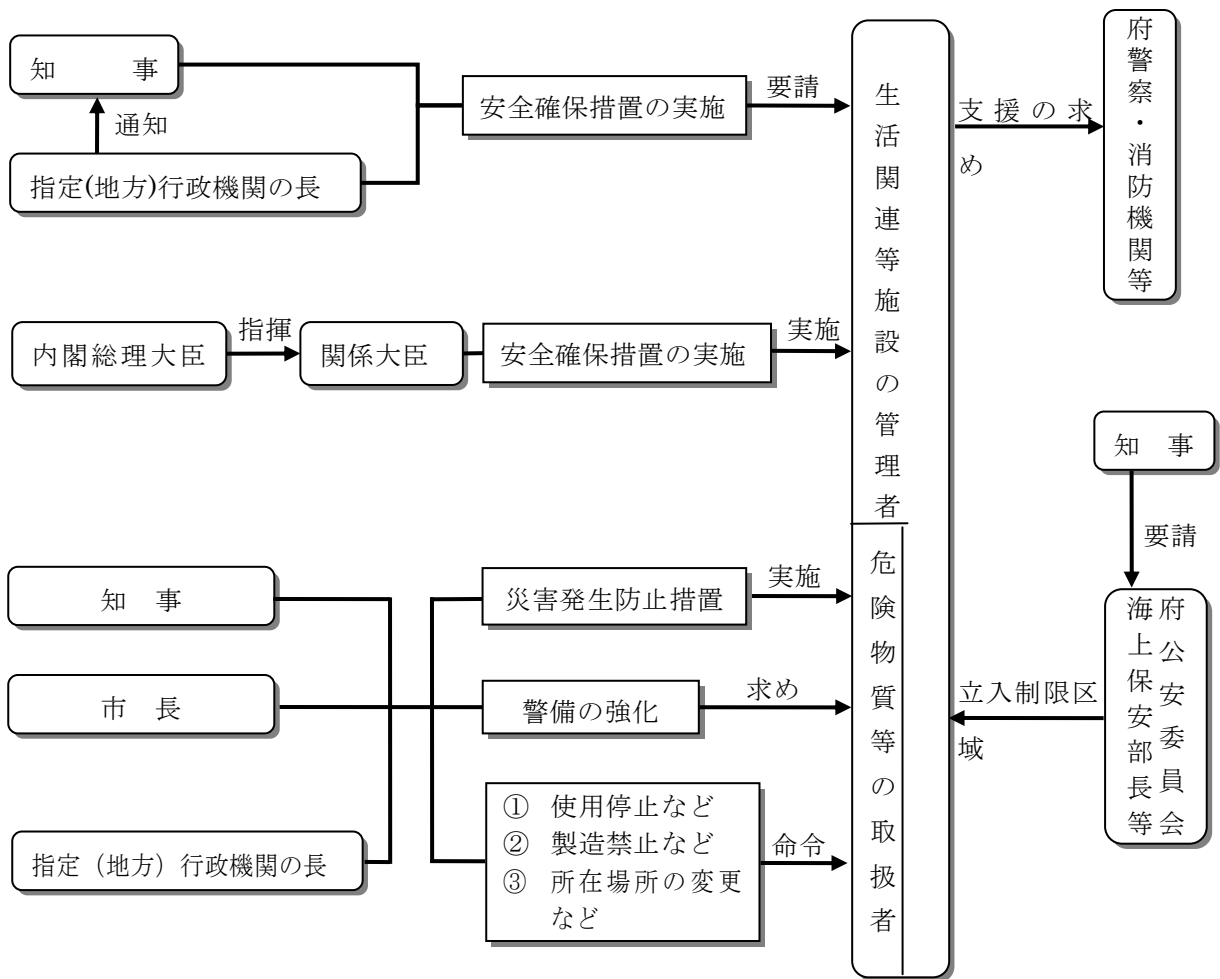 知　　事
通知
指定(地方)行政機関の長
安全確保措置の実施
要請
内閣総理大臣
指揮
関係大臣
安全確保措置の実施
実施
知　事
市　長
指定（地方）行政機関の長
災害発生防止措置
実施
警備の強化
求め
① 使用停止など
② 製造禁止など
③ 所在場所の変更
など
命令
生活関連等施設の管理者
危険物質等の取扱者
支援の求
め
府警察・消防機関等
知　事
要請
府公安委員会
海上保安部長等
立入制限区
域